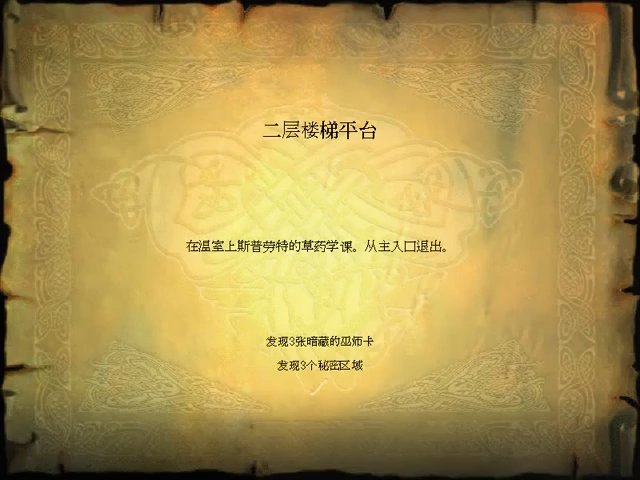 二层楼梯平台
在温室上斯普劳特的草药学课。从主入口退出。
发现3张暗藏的巫师卡
发现3个秘密区域